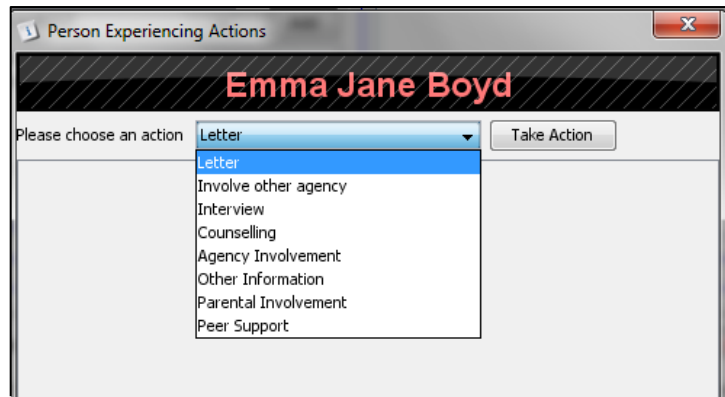 Person Experiencing Actions
Emma Jane Boyd
Please choose an action Letter Take Action
Letter
Involve other agency
Interview
Counselling
Agency Involvement
Other Information
Parental Involvement
Peer Support